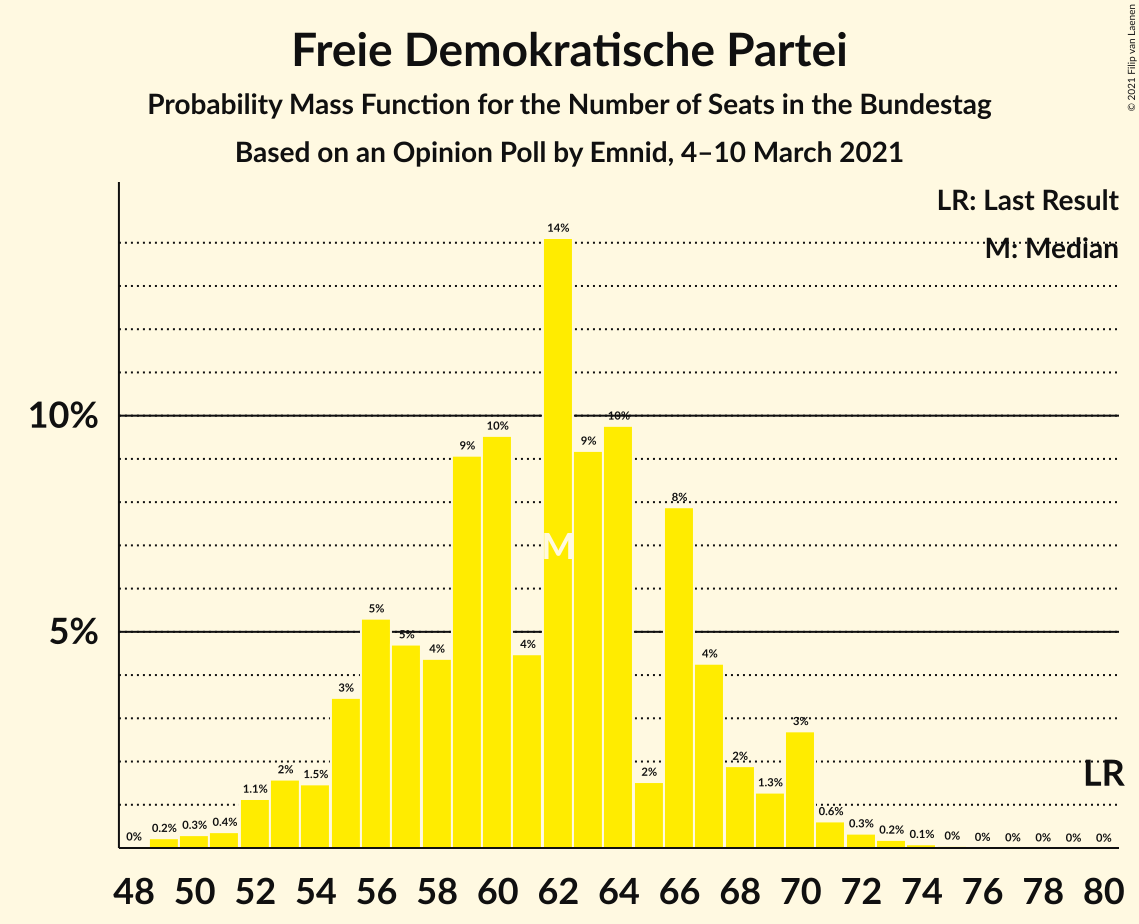 © 2021 Filip van Laenen
Freie Demokratische Partei
Probability Mass Function for the Number of Seats in the Bundestag
Based on an Opinion Poll by Emnid, 4–10 March 2021
LR: Last Result
M: Median
10%
5%
0% 0.2% 0.3% 0.4% 1.1% 2% 1.5% 3% 5% 5% 4% 9% 10% 4% 14% 9% 10% 2% 8% 4% 2% 1.3% 3% 0.6% 0.3% 0.2% 0.1% 0% 0% 0% 0% 0% 0%
M
LR
48 50 52 54 56 58 60 62 64 66 68 70 72 74 76 78 80